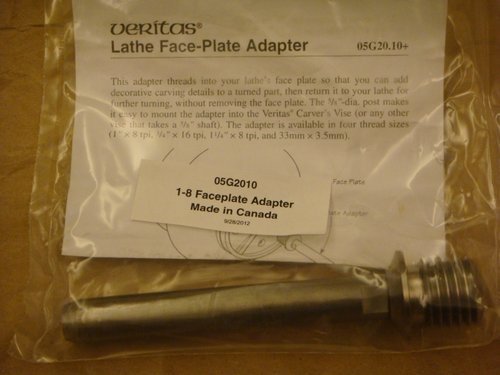 veritas®
Lathe Face-Plate Adapter 05G20.10+
This adapter threads into your lathe's face plate so that you can add
decorative carving details to a turned part, then return it to your lathe for
further turning, without removing the face plate. The 7/8"-dia. post makes
it easy to mount the adapter into the Veritas® Carver's Vise (or any other
vise that takes a 7/8" shaft). The adapter is available in four thread sizes
(1" × 8 tpi, 3/4" × 16 tpi, 1 1/4" × 8 tpi, and 33mm × 3.5mm).
Face Plate
05G2010
1-8 Faceplate Adapter
Made in Canada
9/28/2012
Adapter